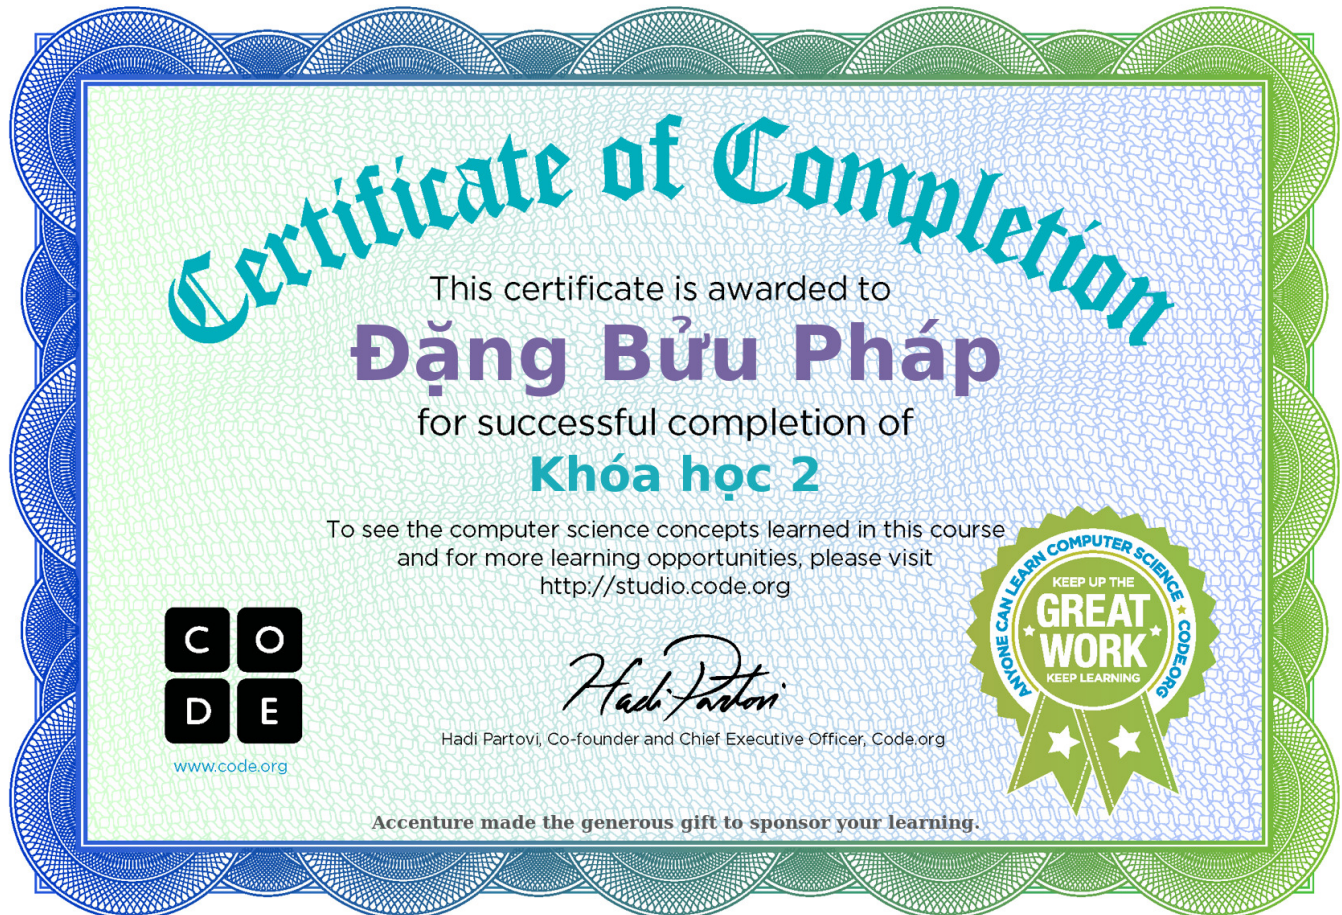 Certificate of Completion
This certificate is awarded to
Đặng Bửu Pháp
for successful completion of
Khóa học 2
To see the computer science concepts learned in this course
and for more learning opportunities, please visit
http://studio.code.org
C O
D E
www.code.org
Hadi Partovi
Hadi Partovi, Co-founder and Chief Executive Officer, Code.org
ANYONE CAN LEARN COMPUTER SCIENCE ★ CODE.ORG
KEEP UP THE
GREAT
WORK
KEEP LEARNING
Accenture made the generous gift to sponsor your learning.